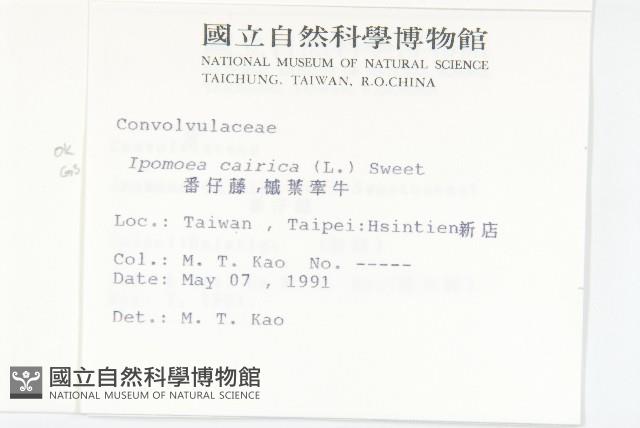 國立自然科學博物館
NATIONAL MUSEUM OF NATURAL SCIENCE
TAICHUNG, TAIWAN, R.O.CHINA
Convolvulaceae
OK
Ipomoea cairica (L.) Sweet
番仔藤,槭葉牽牛
Loc.: Taiwan , Taipei:Hsintien新店
Col.: M. T. Kao No. -----
Date: May 07 , 1991
Det.: M. T. Kao
國立自然科學博物館
NATIONAL MUSEUM OF NATURAL SCIENCE